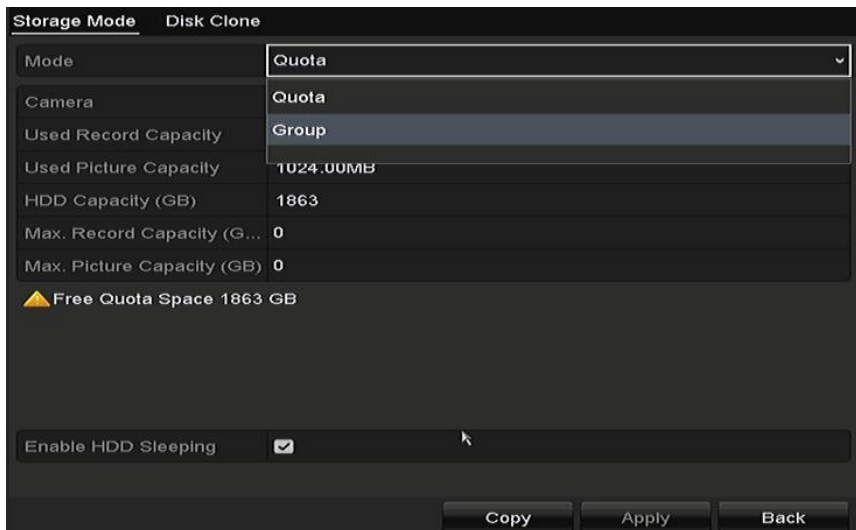 Storage Mode Disk Clone
Mode Quota
Quota
Camera
Group
Used Record Capacity
Used Picture Capacity 1024.00MB
HDD Capacity (GB) 1863
Max. Record Capacity (G... 0
Max. Picture Capacity (GB) 0
Free Quota Space 1863 GB
Enable HDD Sleeping
Copy Apply Back